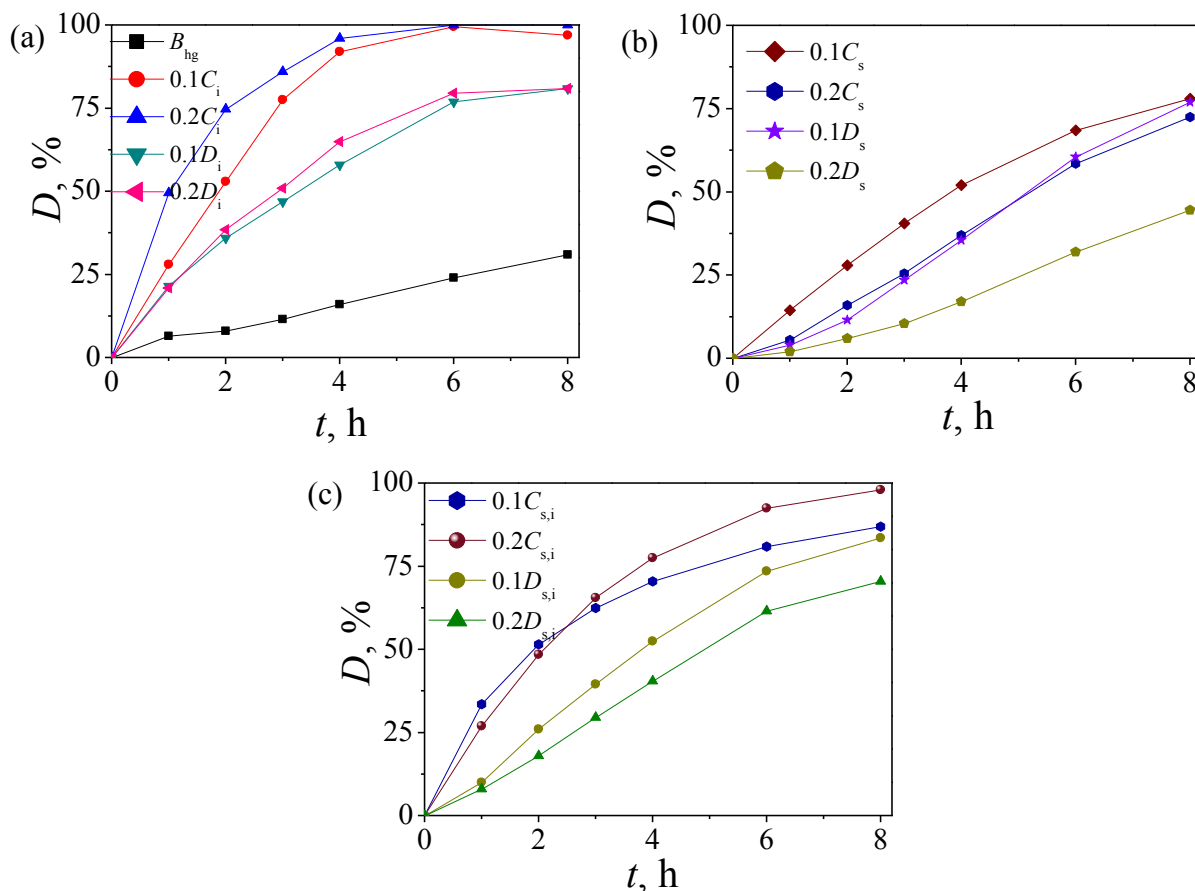 (a)
100
75
50
25
0
D, %
B_hg
0.1C_i
0.2C_i
0.1D_i
0.2D_i
0 2 4 6 8
t, h
(b)
100
75
50
25
0
D, %
0.1C_s
0.2C_s
0.1D_s
0.2D_s
0 2 4 6 8
t, h
(c)
100
75
50
25
0
D, %
0.1C_s,i
0.2C_s,i
0.1D_s,i
0.2D_s,i
0 2 4 6 8
t, h